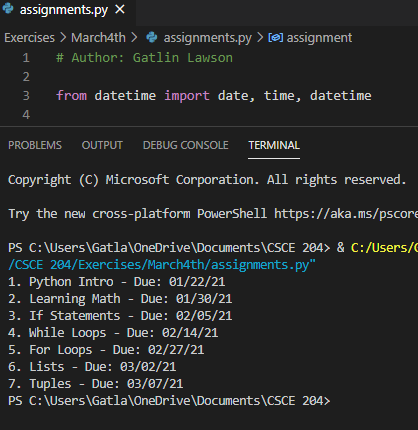 assignments.py
Exercises > March4th > assignments.py > assignment
1 # Author: Gatlin Lawson
2
3 from datetime import date, time, datetime
4
PROBLEMS OUTPUT DEBUG CONSOLE TERMINAL
Copyright (C) Microsoft Corporation. All rights reserved.
Try the new cross-platform PowerShell https://aka.ms/pscore
PS C:\Users\Gatla\OneDrive\Documents\CSCE 204> & C:/Users/G
/CSCE 204/Exercises/March4th/assignments.py"
1. Python Intro - Due: 01/22/21
2. Learning Math - Due: 01/30/21
3. If Statements - Due: 02/05/21
4. While Loops - Due: 02/14/21
5. For Loops - Due: 02/27/21
6. Lists - Due: 03/02/21
7. Tuples - Due: 03/07/21
PS C:\Users\Gatla\OneDrive\Documents\CSCE 204>